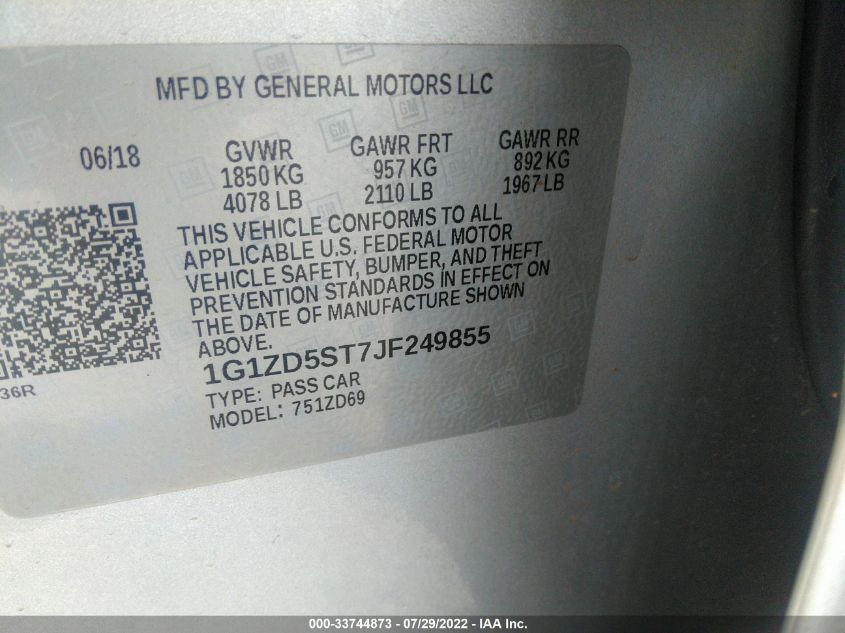 MFD BY GENERAL MOTORS LLC
06/18 GVWR GAWR FRT GAWR RR
1850 KG 957 KG 892 KG
4078 LB 2110 LB 1967 LB
THIS VEHICLE CONFORMS TO ALL
APPLICABLE U.S. FEDERAL MOTOR
VEHICLE SAFETY, BUMPER, AND THEFT
PREVENTION STANDARDS IN EFFECT ON
THE DATE OF MANUFACTURE SHOWN
ABOVE.
1G1ZD5ST7JF249855
36R
TYPE: PASS CAR
MODEL: 751ZD69
000-33744873 - 07/29/2022 - IAA Inc.